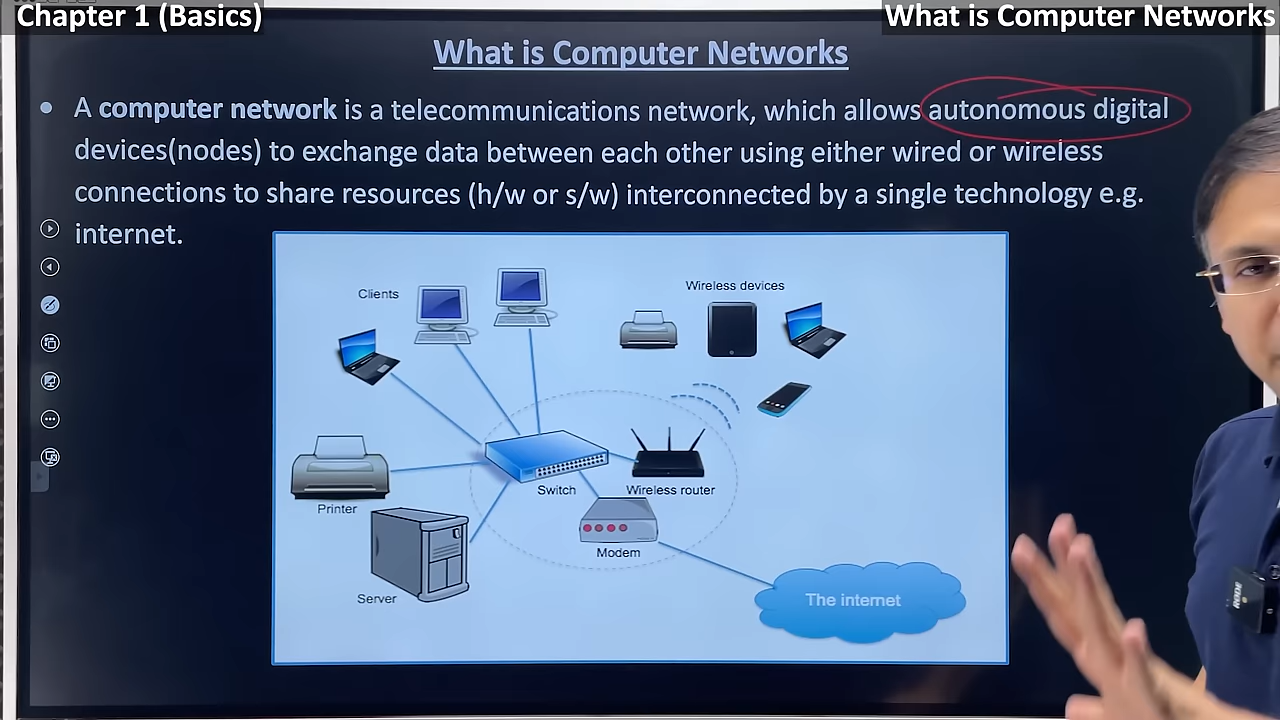 Chapter 1 (Basics)
What is Computer Networks
What is Computer Networks
A computer network is a telecommunications network, which allows autonomous digital
devices(nodes) to exchange data between each other using either wired or wireless
connections to share resources (h/w or s/w) interconnected by a single technology e.g.
internet.
Clients
Wireless devices
Switch
Wireless router
Printer
Modem
Server
The internet